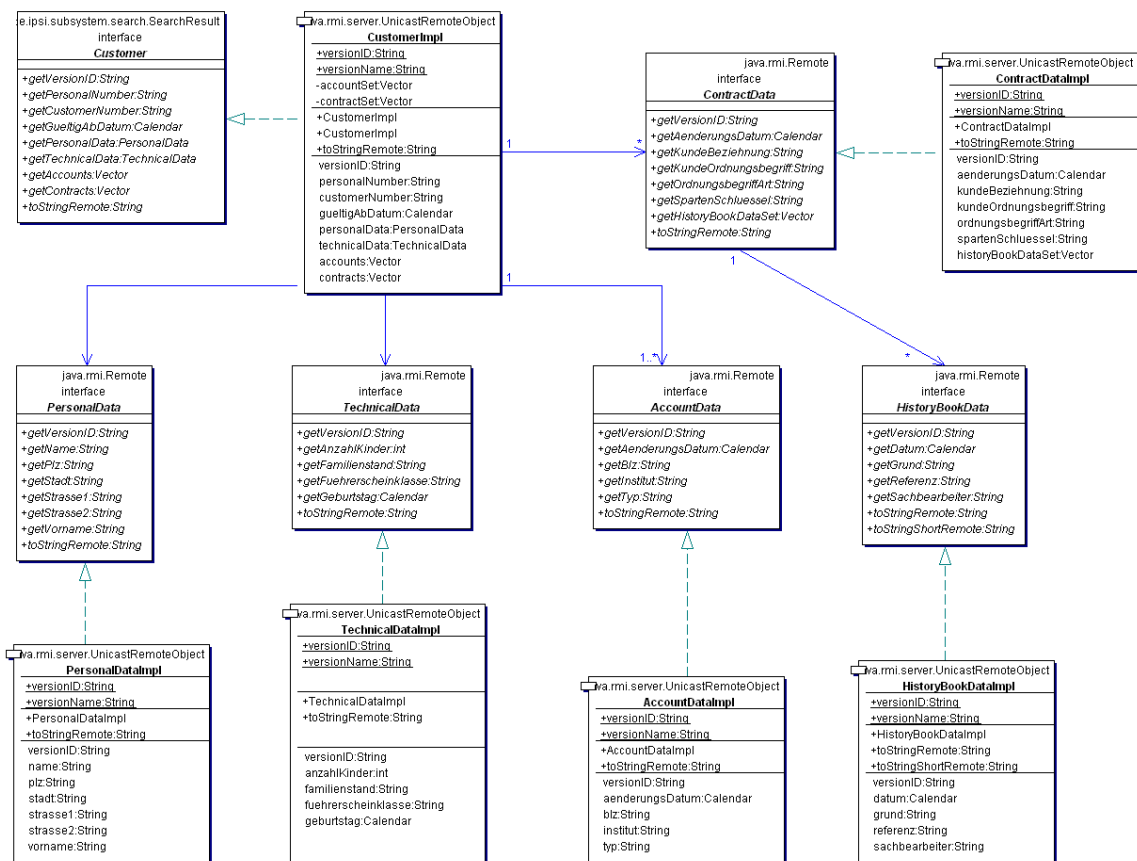 e.ipsi.subsystem.search.SearchResult
interface
Customer
+getVersionID:String
+getPersonalNumber:String
+getCustomerNumber:String
+getGueltigAbDatum:Calendar
+getPersonalData:PersonalData
+getTechnicalData:TechnicalData
+getAccounts:Vector
+getContracts:Vector
+toStringRemote:String
va.rmi.server.UnicastRemoteObject
CustomerImpl
+versionID:String
+versionName:String
-accountSet:Vector
-contractSet:Vector
+CustomerImpl
+CustomerImpl
+toStringRemote:String
versionID:String
personalNumber:String
customerNumber:String
gueltigAbDatum:Calendar
personalData:PersonalData
technicalData:TechnicalData
accounts:Vector
contracts:Vector
1
*
1
1..*
java.rmi.Remote
interface
ContractData
+getVersionID:String
+getAenderungsDatum:Calendar
+getKundeBeziehnung:String
+getKundeOrdnungsbegriff:String
+getOrdnungsbegriffArt:String
+getSpartenSchluessel:String
+getHistoryBookDataSet:Vector
+toStringRemote:String
1
*
va.rmi.server.UnicastRemoteObject
ContractDataImpl
+versionID:String
+versionName:String
+ContractDataImpl
+toStringRemote:String
versionID:String
aenderungsDatum:Calendar
kundeBeziehnung:String
kundeOrdnungsbegriff:String
ordnungsbegriffArt:String
spartenSchluessel:String
historyBookDataSet:Vector
java.rmi.Remote
interface
PersonalData
+getVersionID:String
+getName:String
+getPlz:String
+getStadt:String
+getStrasse1:String
+getStrasse2:String
+getVorname:String
+toStringRemote:String
java.rmi.Remote
interface
TechnicalData
+getVersionID:String
+getAnzahlKinder:int
+getFamilienstand:String
+getFuehrerscheinklasse:String
+getGeburtstag:Calendar
+toStringRemote:String
java.rmi.Remote
interface
AccountData
+getVersionID:String
+getAenderungsDatum:Calendar
+getBlz:String
+getInstitut:String
+getTyp:String
+toStringRemote:String
java.rmi.Remote
interface
HistoryBookData
+getVersionID:String
+getDatum:Calendar
+getGrund:String
+getReferenz:String
+getSachbearbeiter:String
+toStringRemote:String
+toStringShortRemote:String
va.rmi.server.UnicastRemoteObject
PersonalDataImpl
+versionID:String
+versionName:String
+PersonalDataImpl
+toStringRemote:String
versionID:String
name:String
plz:String
stadt:String
strasse1:String
strasse2:String
vorname:String
va.rmi.server.UnicastRemoteObject
TechnicalDataImpl
+versionID:String
+versionName:String
+TechnicalDataImpl
+toStringRemote:String
versionID:String
anzahlKinder:int
familienstand:String
fuehrerscheinklasse:String
geburtstag:Calendar
va.rmi.server.UnicastRemoteObject
AccountDataImpl
+versionID:String
+versionName:String
+AccountDataImpl
+toStringRemote:String
versionID:String
aenderungsDatum:Calendar
blz:String
institut:String
typ:String
va.rmi.server.UnicastRemoteObject
HistoryBookDataImpl
+versionID:String
+versionName:String
+HistoryBookDataImpl
+toStringRemote:String
+toStringShortRemote:String
versionID:String
datum:Calendar
grund:String
referenz:String
sachbearbeiter:String